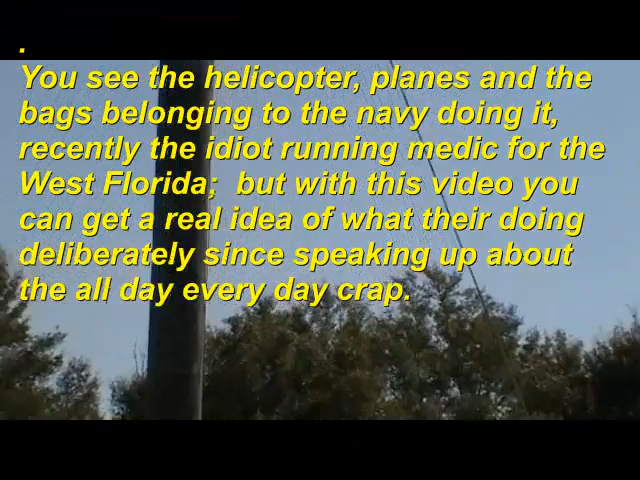 .
You see the helicopter, planes and the
bags belonging to the navy doing it,
recently the idiot running medic for the
West Florida;  but with this video you
can get a real idea of what their doing
deliberately since speaking up about
the all day every day crap.